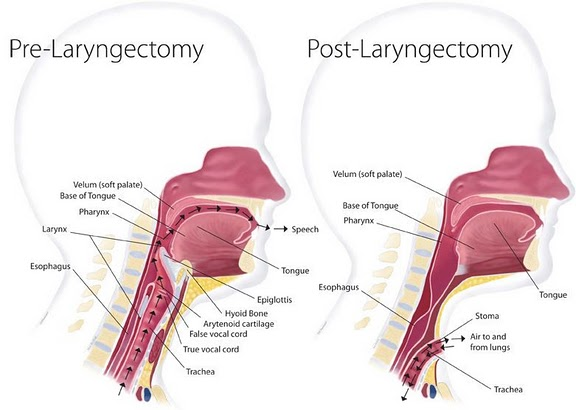 Pre-Laryngectomy
Velum (soft palate)
Base of Tongue
Pharynx
Larynx
Esophagus
Speech
Tongue
Epiglottis
Hyoid Bone
Arytenoid cartilage
False vocal cord
True vocal cord
Trachea
Post-Laryngectomy
Velum (soft palate)
Base of Tongue
Pharynx
Esophagus
Tongue
Stoma
Air to and
from lungs
Trachea